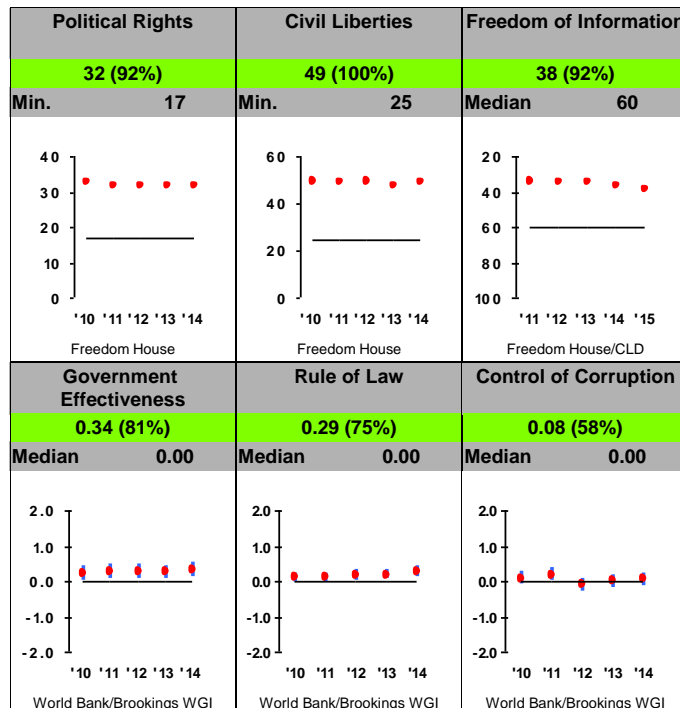 Political Rights
32 (92%)
Min. 17
40
30
20
10
0
'10 '11 '12 '13 '14
Freedom House
Civil Liberties
49 (100%)
Min. 25
60
40
20
0
'10 '11 '12 '13 '14
Freedom House
Freedom of Information
38 (92%)
Median 60
20
40
60
80
100
'11 '12 '13 '14 '15
Freedom House/CLD
Government
Effectiveness
0.34 (81%)
Median 0.00
2.0
1.0
0.0
-1.0
-2.0
'10 '11 '12 '13 '14
World Bank/Brookings WGI
Rule of Law
0.29 (75%)
Median 0.00
2.0
1.0
0.0
-1.0
-2.0
'10 '11 '12 '13 '14
World Bank/Brookings WGI
Control of Corruption
0.08 (58%)
Median 0.00
2.0
1.0
0.0
-1.0
-2.0
'10 '11 '12 '13 '14
World Bank/Brookings WGI